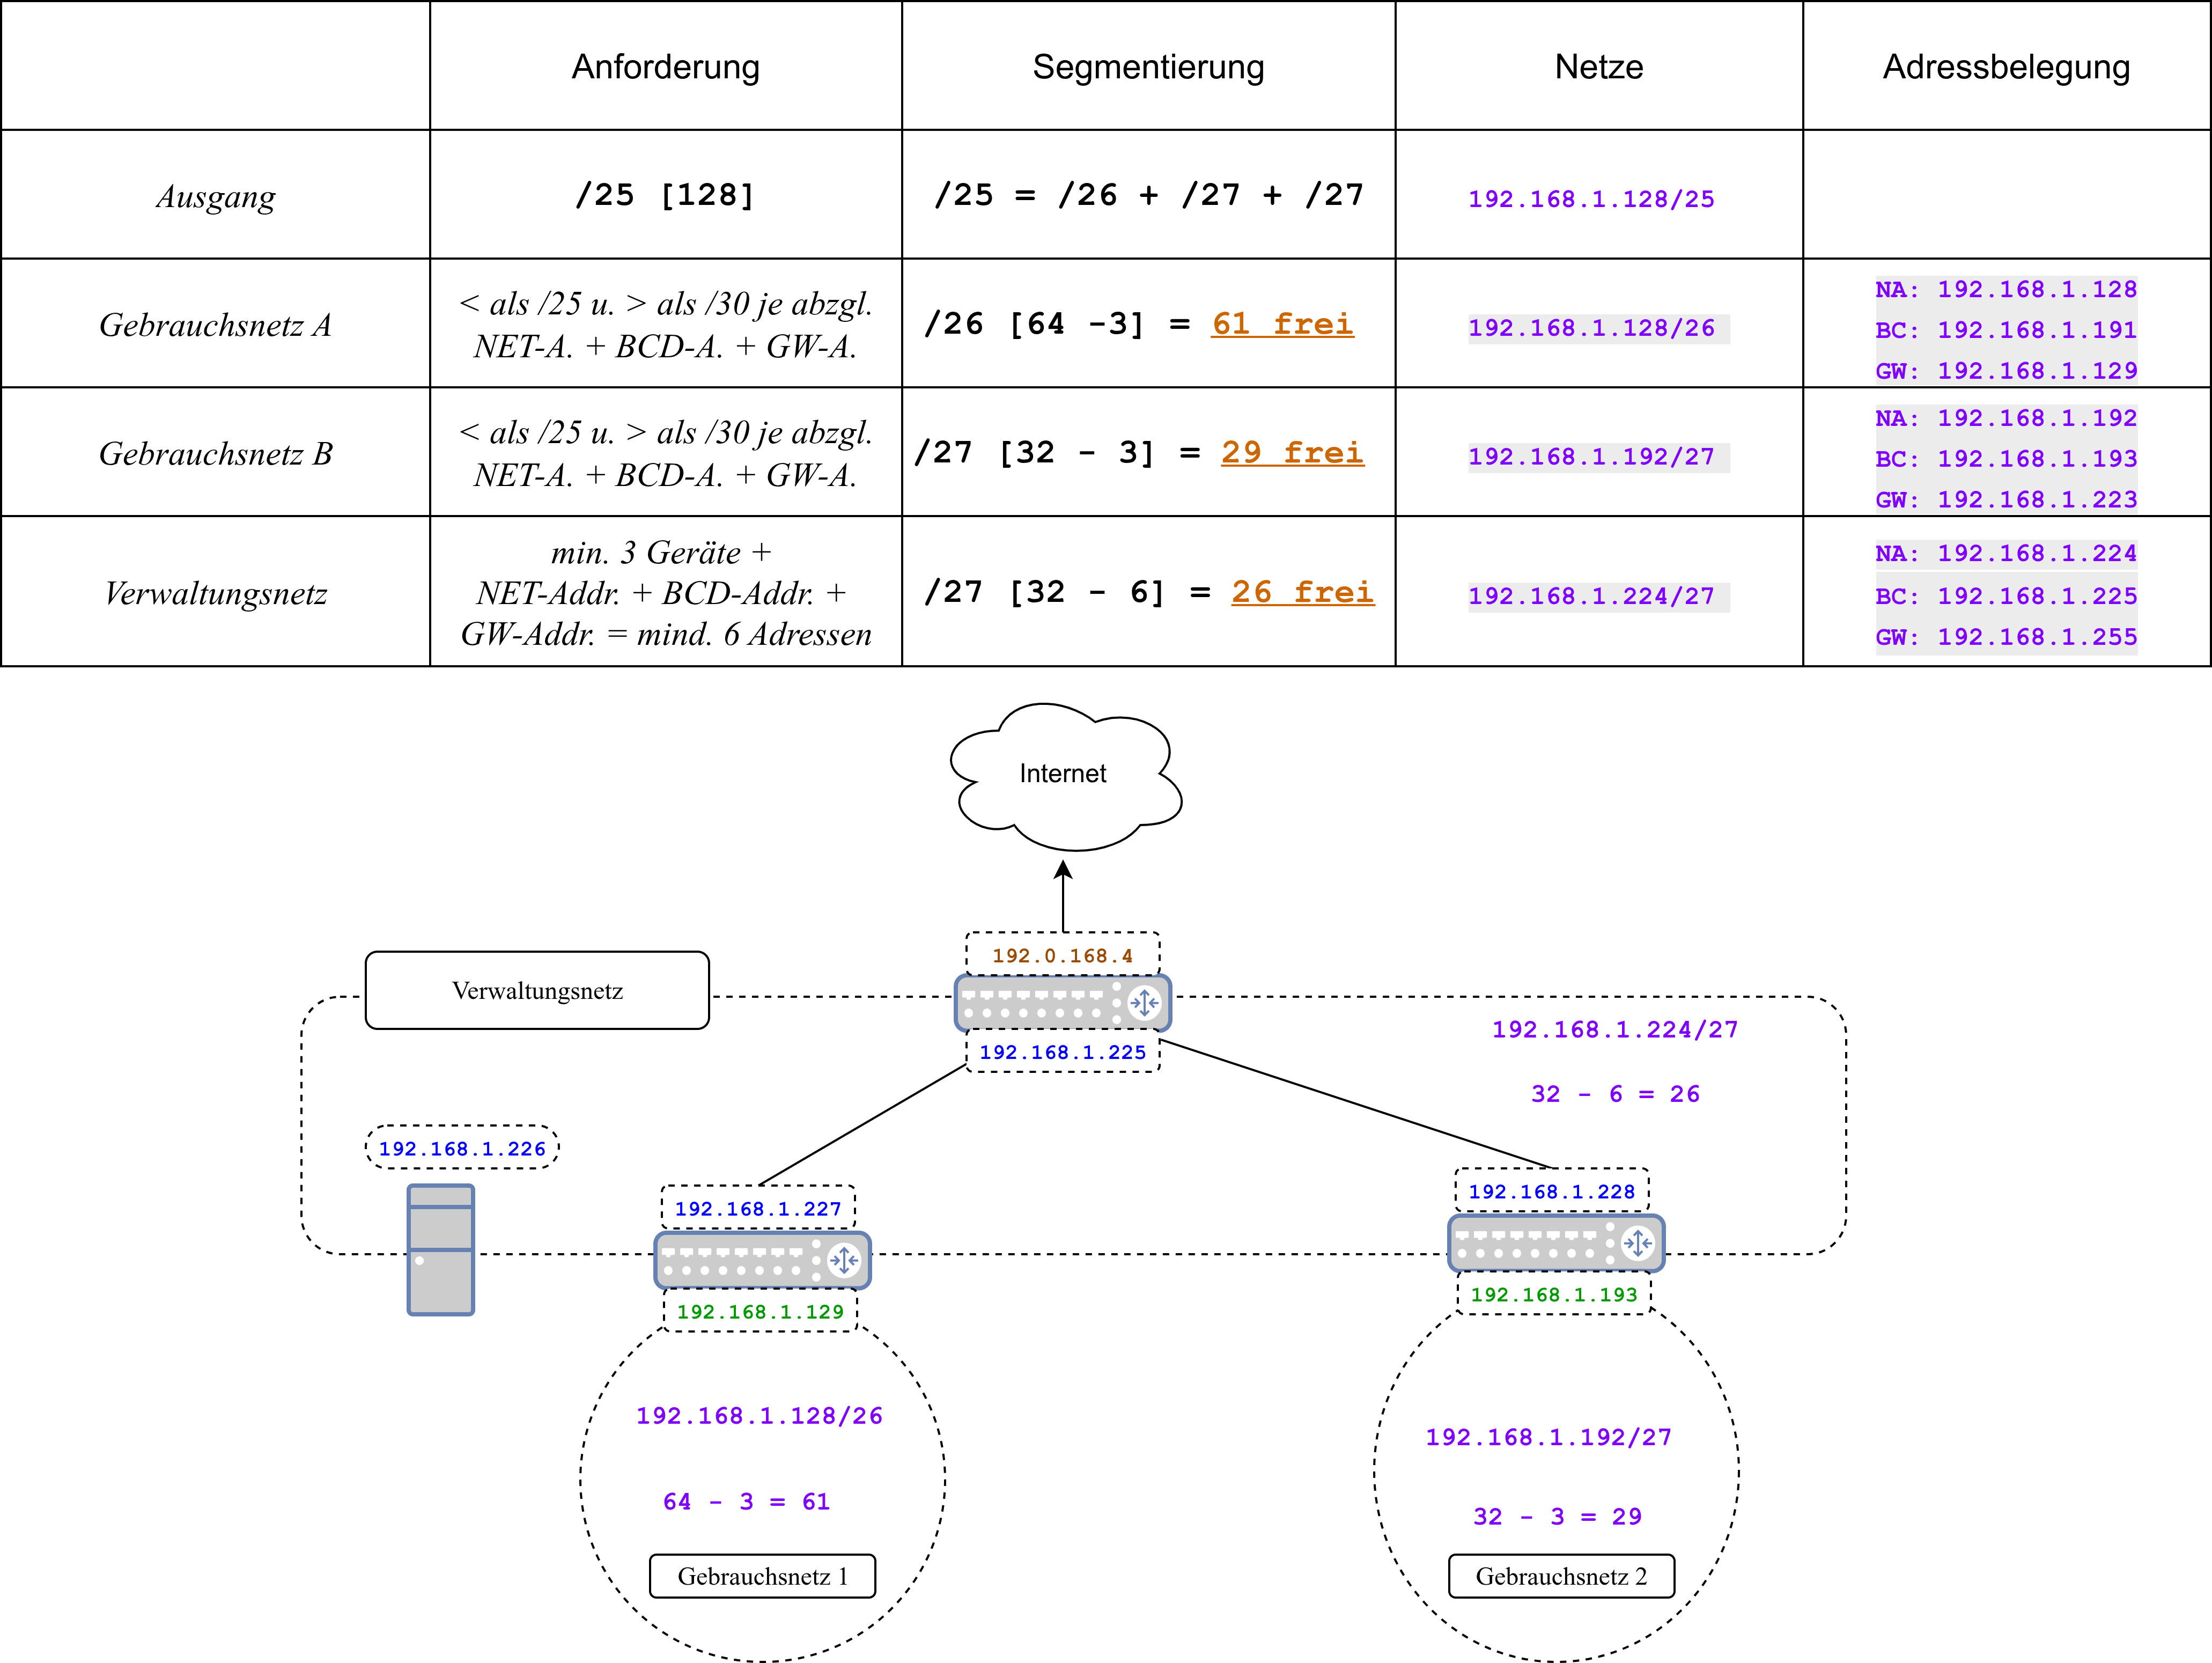 Anforderung
Segmentierung
Netze
Adressbelegung
Ausgang
/25 [128]
/25 = /26 + /27 + /27
192.168.1.128/25
Gebrauchsnetz A
< als /25 u. > als /30 je abzgl.
NET-A. + BCD-A. + GW-A.
/26 [64 -3] = 61 frei
192.168.1.128/26
NA: 192.168.1.128
BC: 192.168.1.191
GW: 192.168.1.129
Gebrauchsnetz B
< als /25 u. > als /30 je abzgl.
NET-A. + BCD-A. + GW-A.
/27 [32 - 3] = 29 frei
192.168.1.192/27
NA: 192.168.1.192
BC: 192.168.1.193
GW: 192.168.1.223
Verwaltungsnetz
min. 3 Geräte +
NET-Addr. + BCD-Addr. +
GW-Addr. = mind. 6 Adressen
/27 [32 - 6] = 26 frei
192.168.1.224/27
NA: 192.168.1.224
BC: 192.168.1.225
GW: 192.168.1.255
Internet
192.0.168.4
Verwaltungsnetz
192.168.1.225
192.168.1.224/27
32 - 6 = 26
192.168.1.226
192.168.1.227
192.168.1.228
192.168.1.129
192.168.1.193
192.168.1.128/26
64 - 3 = 61
Gebrauchsnetz 1
192.168.1.192/27
32 - 3 = 29
Gebrauchsnetz 2